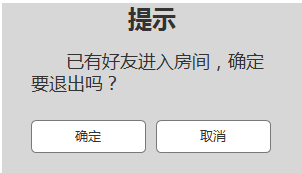 提示
已有好友进入房间，确定
要退出吗？
确定
取消